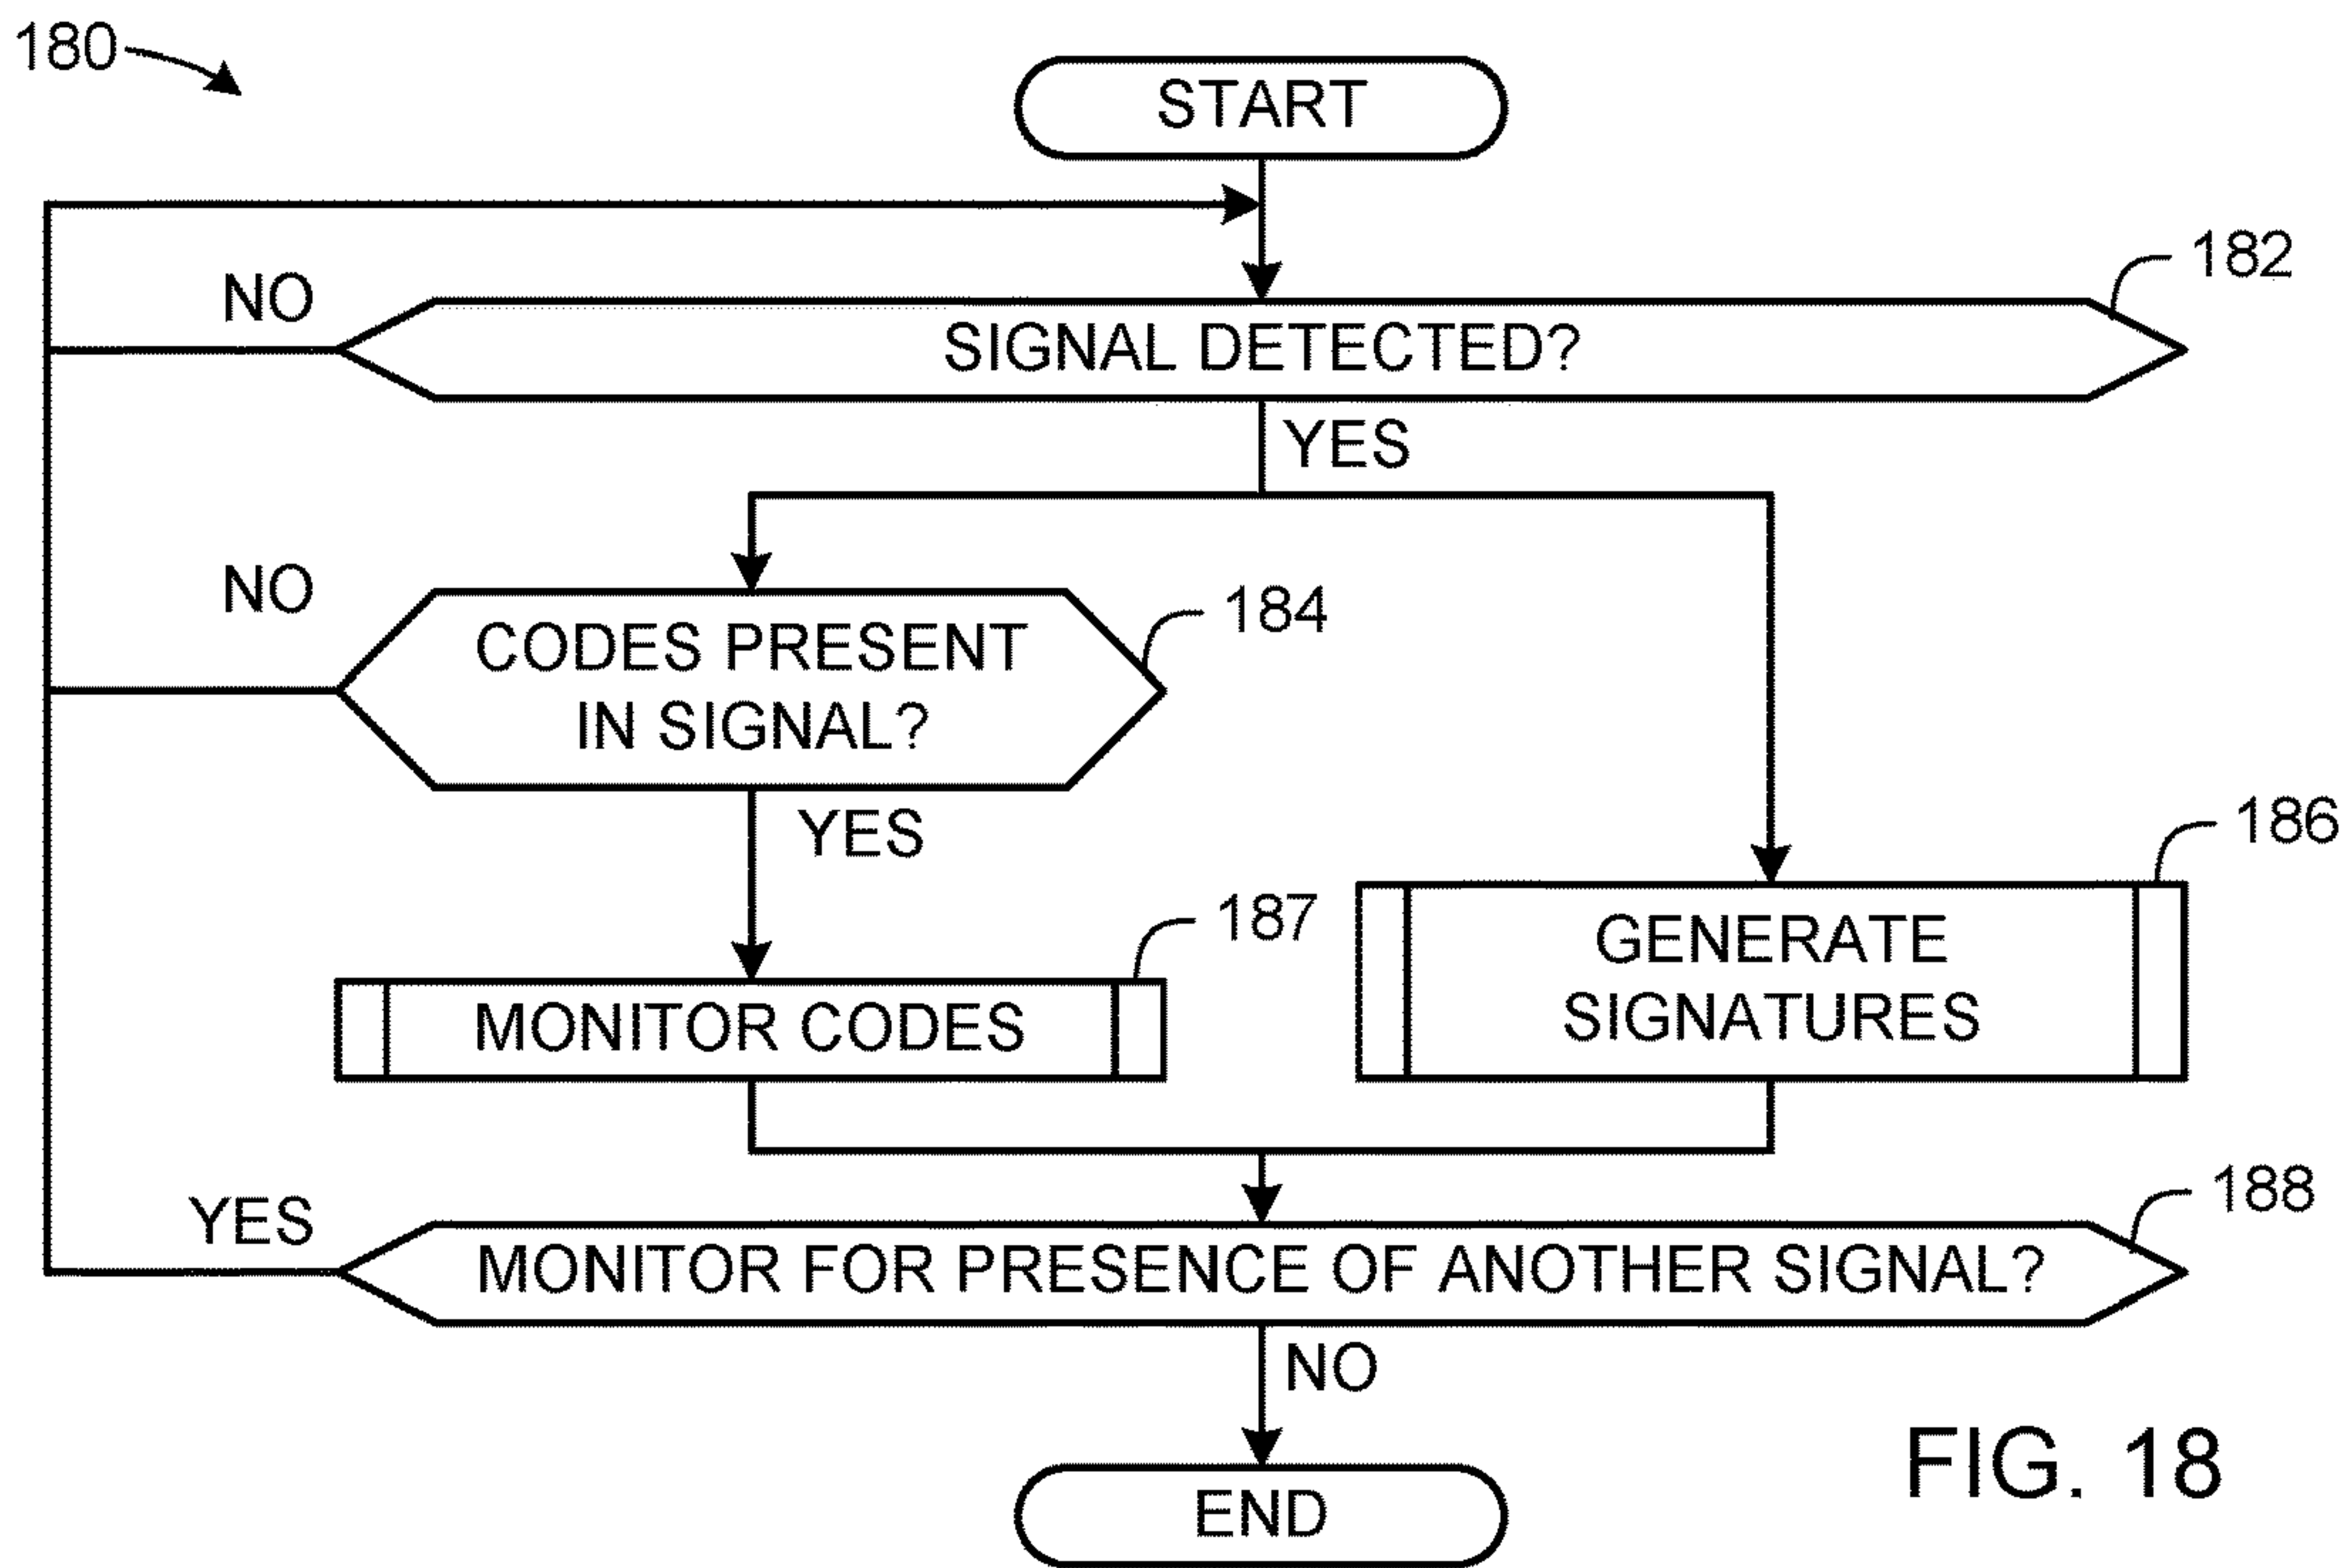 180
START
NO
182
SIGNAL DETECTED?
YES
NO
184
CODES PRESENT
IN SIGNAL?
YES
186
187
GENERATE
SIGNATURES
MONITOR CODES
YES
188
MONITOR FOR PRESENCE OF ANOTHER SIGNAL?
NO
FIG. 18
END